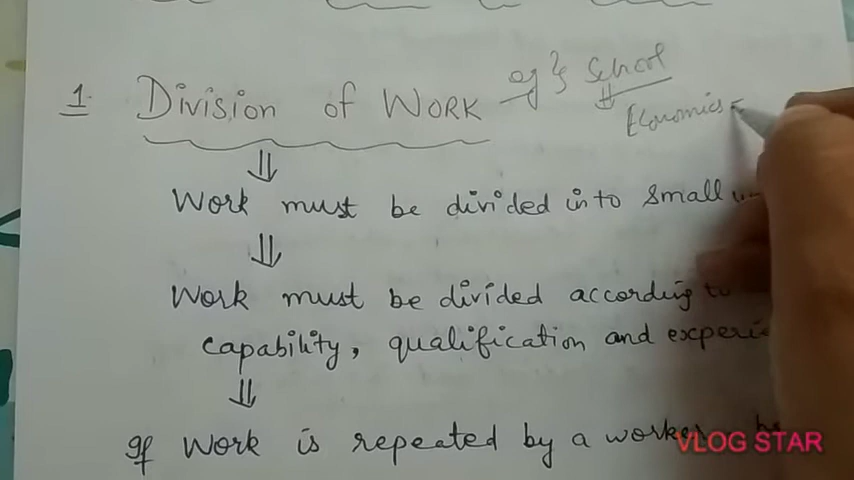 1. Division of Work eg ⇒ School
⇓ Economics
⇓
Work must be divided into small
⇓
Work must be divided according to
capability, qualification and experi
⇓
If Work is repeated by a worker
VLOG STAR